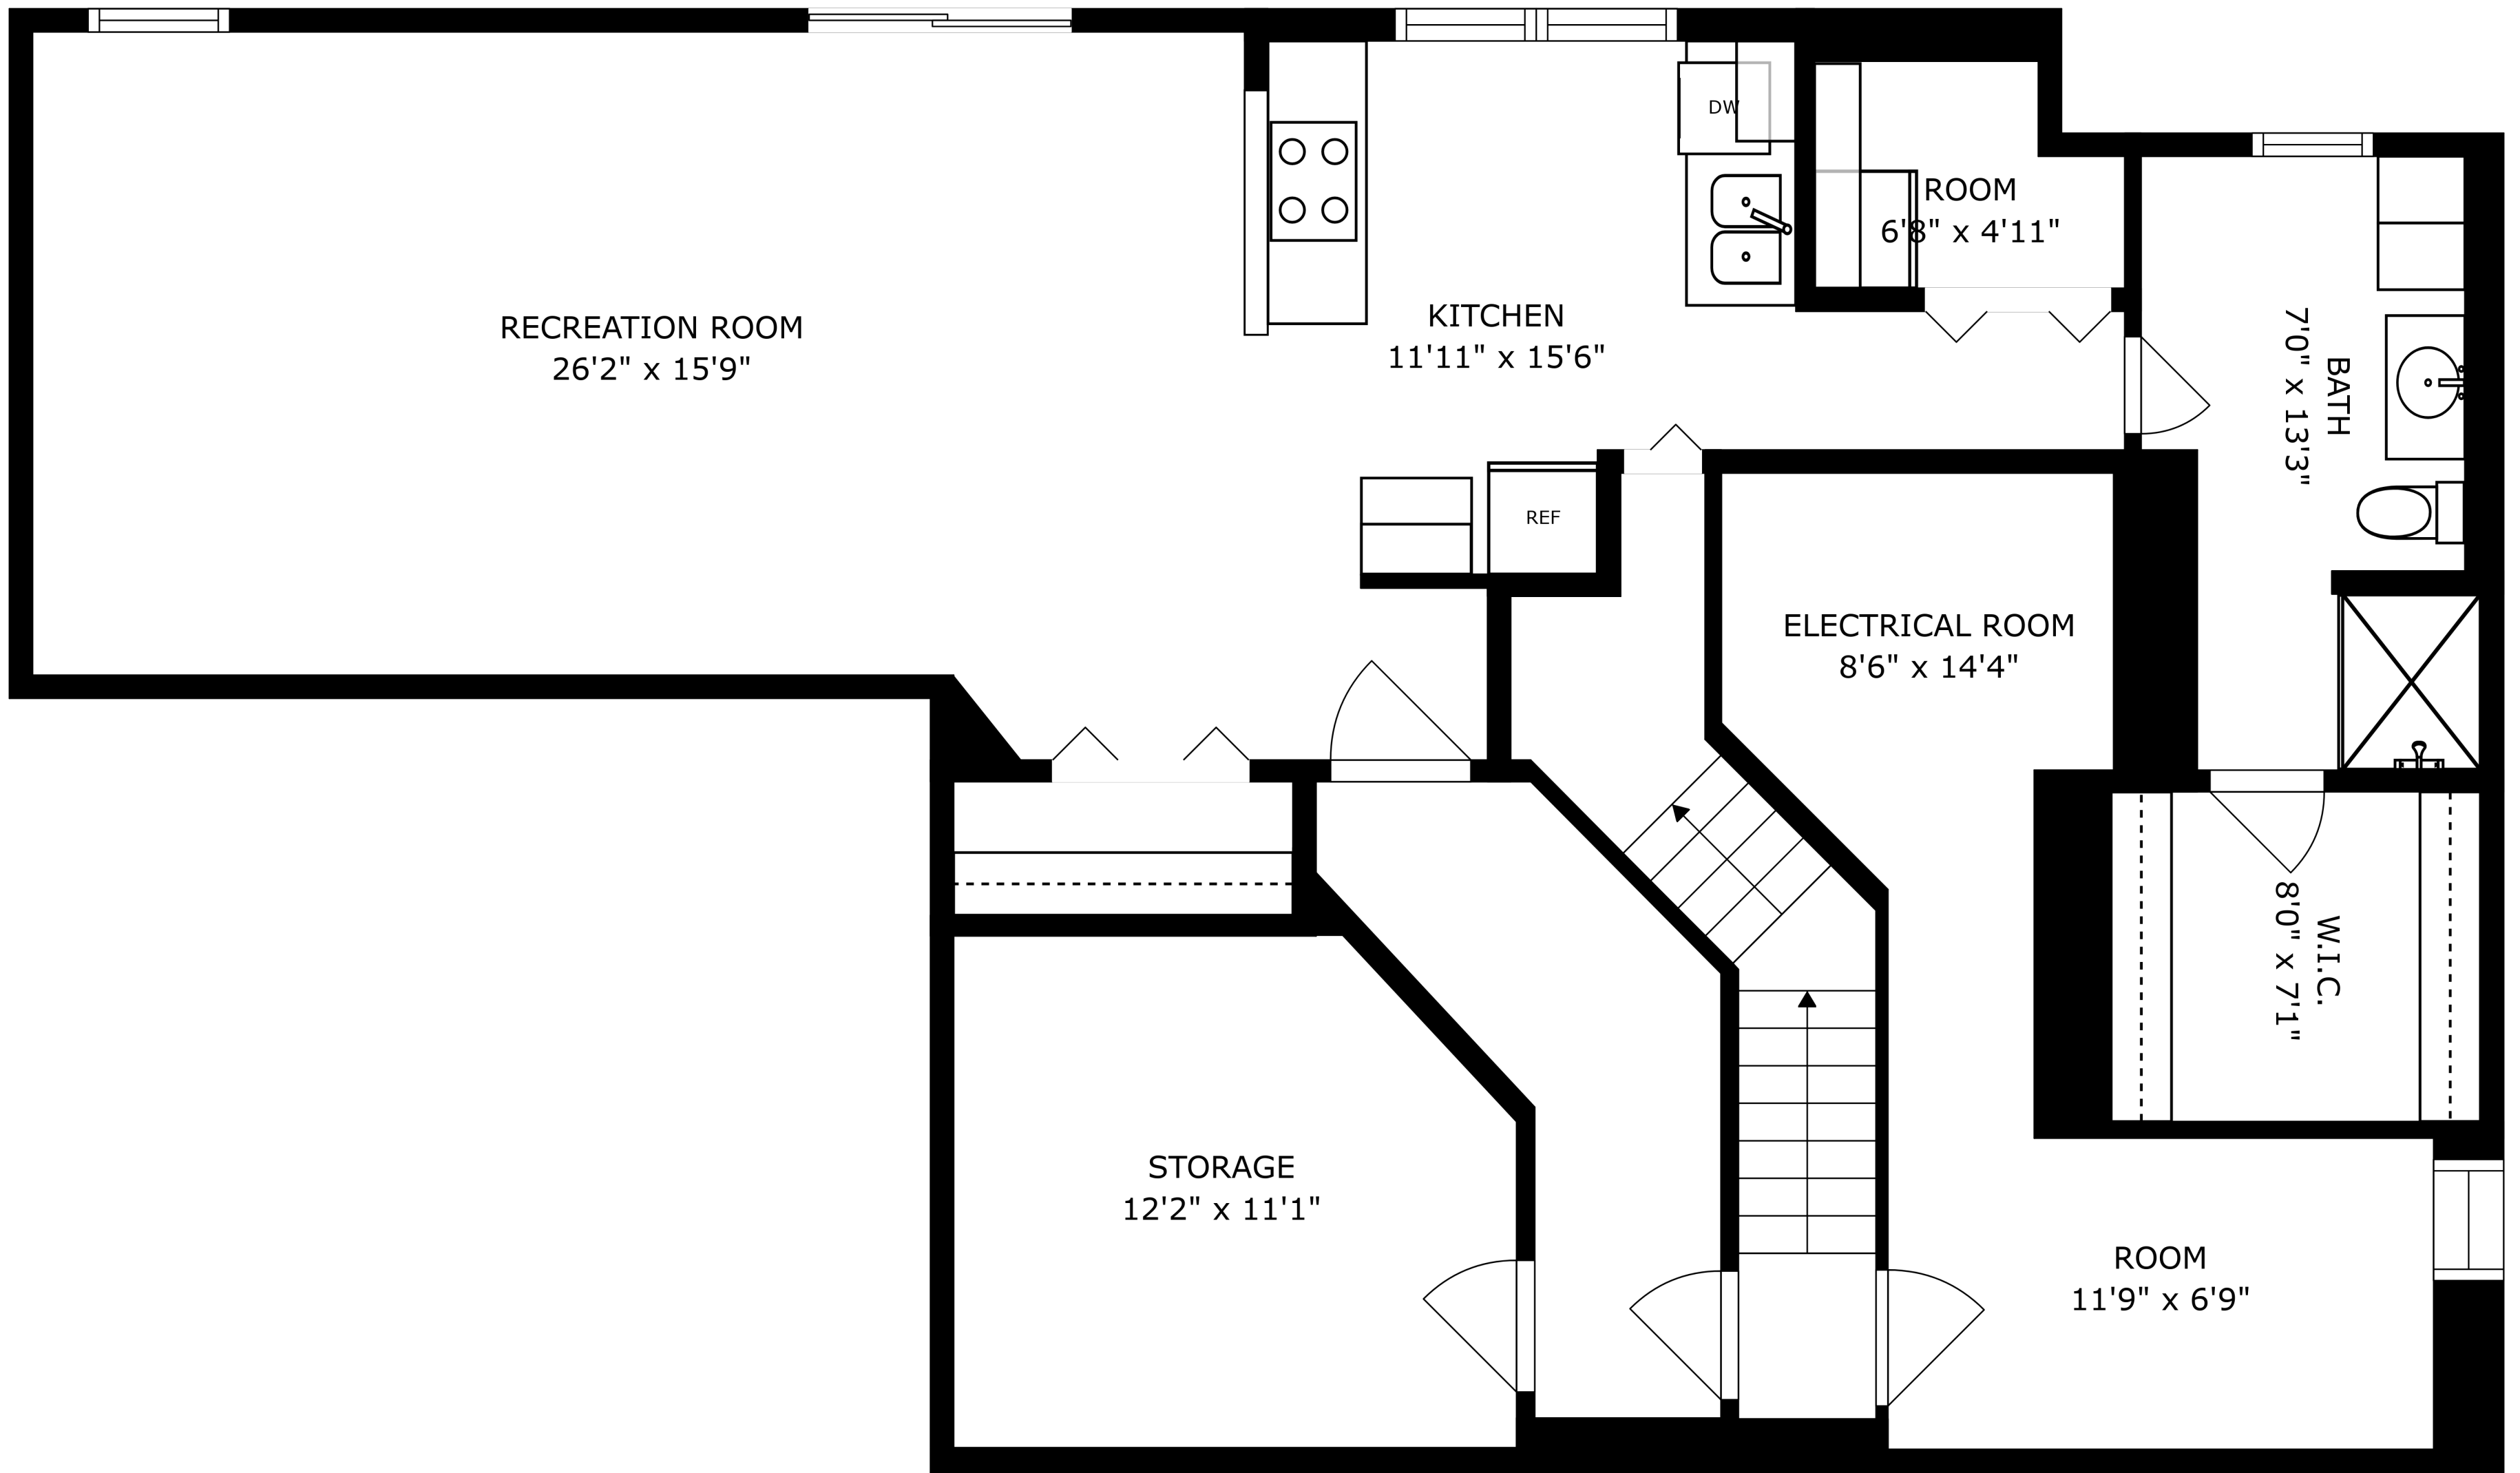 RECREATION ROOM
26'2" x 15'9"
KITCHEN
11'11" x 15'6"
DW
REF
ROOM
6'8" x 4'11"
BATH
7'0" x 13'3"
ELECTRICAL ROOM
8'6" x 14'4"
W.I.C.
8'0" x 7'1"
STORAGE
12'2" x 11'1"
ROOM
11'9" x 6'9"